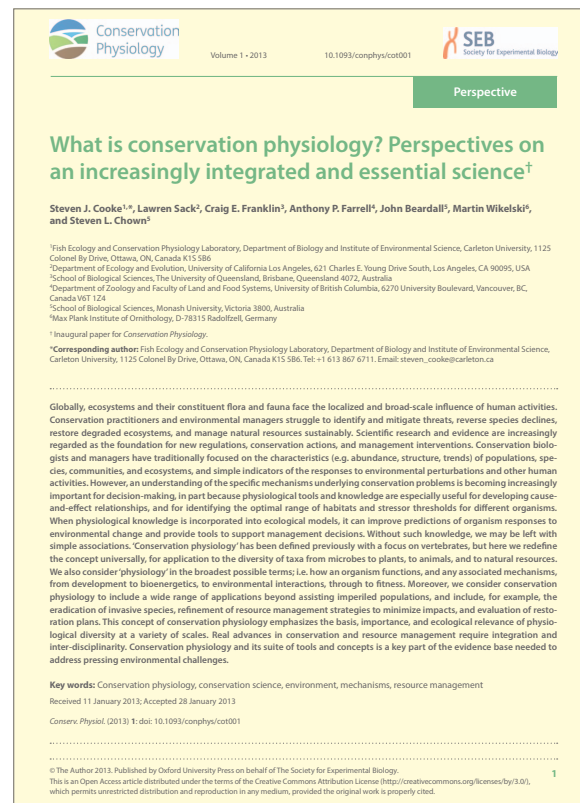 Conservation
Physiology
Volume 1 • 2013
10.1093/conphys/cot001
SEB
Society for Experimental Biology
Perspective
What is conservation physiology? Perspectives on
an increasingly integrated and essential science†
Steven J. Cooke1,*, Lawren Sack2, Craig E. Franklin3, Anthony P. Farrell4, John Beardall5, Martin Wikelski6,
and Steven L. Chown5
1Fish Ecology and Conservation Physiology Laboratory, Department of Biology and Institute of Environmental Science, Carleton University, 1125
Colonel By Drive, Ottawa, ON, Canada K1S 5B6
2Department of Ecology and Evolution, University of California Los Angeles, 621 Charles E. Young Drive South, Los Angeles, CA 90095, USA
3School of Biological Sciences, The University of Queensland, Brisbane, Queensland 4072, Australia
4Department of Zoology and Faculty of Land and Food Systems, University of British Columbia, 6270 University Boulevard, Vancouver, BC,
Canada V6T 1Z4
5School of Biological Sciences, Monash University, Victoria 3800, Australia
6Max Plank Institute of Ornithology, D-78315 Radolfzell, Germany
† Inaugural paper for Conservation Physiology.
*Corresponding author: Fish Ecology and Conservation Physiology Laboratory, Department of Biology and Institute of Environmental Science,
Carleton University, 1125 Colonel By Drive, Ottawa, ON, Canada K1S 5B6. Tel: +1 613 867 6711. Email: steven_cooke@carleton.ca
Globally, ecosystems and their constituent flora and fauna face the localized and broad-scale influence of human activities.
Conservation practitioners and environmental managers struggle to identify and mitigate threats, reverse species declines,
restore degraded ecosystems, and manage natural resources sustainably. Scientific research and evidence are increasingly
regarded as the foundation for new regulations, conservation actions, and management interventions. Conservation biolo-
gists and managers have traditionally focused on the characteristics (e.g. abundance, structure, trends) of populations, spe-
cies, communities, and ecosystems, and simple indicators of the responses to environmental perturbations and other human
activities. However, an understanding of the specific mechanisms underlying conservation problems is becoming increasingly
important for decision-making, in part because physiological tools and knowledge are especially useful for developing cause-
and-effect relationships, and for identifying the optimal range of habitats and stressor thresholds for different organisms.
When physiological knowledge is incorporated into ecological models, it can improve predictions of organism responses to
environmental change and provide tools to support management decisions. Without such knowledge, we may be left with
simple associations. ‘Conservation physiology’ has been defined previously with a focus on vertebrates, but here we redefine
the concept universally, for application to the diversity of taxa from microbes to plants, to animals, and to natural resources.
We also consider ‘physiology’ in the broadest possible terms; i.e. how an organism functions, and any associated mechanisms,
from development to bioenergetics, to environmental interactions, through to fitness. Moreover, we consider conservation
physiology to include a wide range of applications beyond assisting imperiled populations, and include, for example, the
eradication of invasive species, refinement of resource management strategies to minimize impacts, and evaluation of resto-
ration plans. This concept of conservation physiology emphasizes the basis, importance, and ecological relevance of physio-
logical diversity at a variety of scales. Real advances in conservation and resource management require integration and
inter-disciplinarity. Conservation physiology and its suite of tools and concepts is a key part of the evidence base needed to
address pressing environmental challenges.
Key words: Conservation physiology, conservation science, environment, mechanisms, resource management
Received 11 January 2013; Accepted 28 January 2013
Conserv. Physiol. (2013) 1: doi: 10.1093/conphys/cot001
© The Author 2013. Published by Oxford University Press on behalf of The Society for Experimental Biology.
This is an Open Access article distributed under the terms of the Creative Commons Attribution License (http://creativecommons.org/licenses/by/3.0/),
which permits unrestricted distribution and reproduction in any medium, provided the original work is properly cited.
1